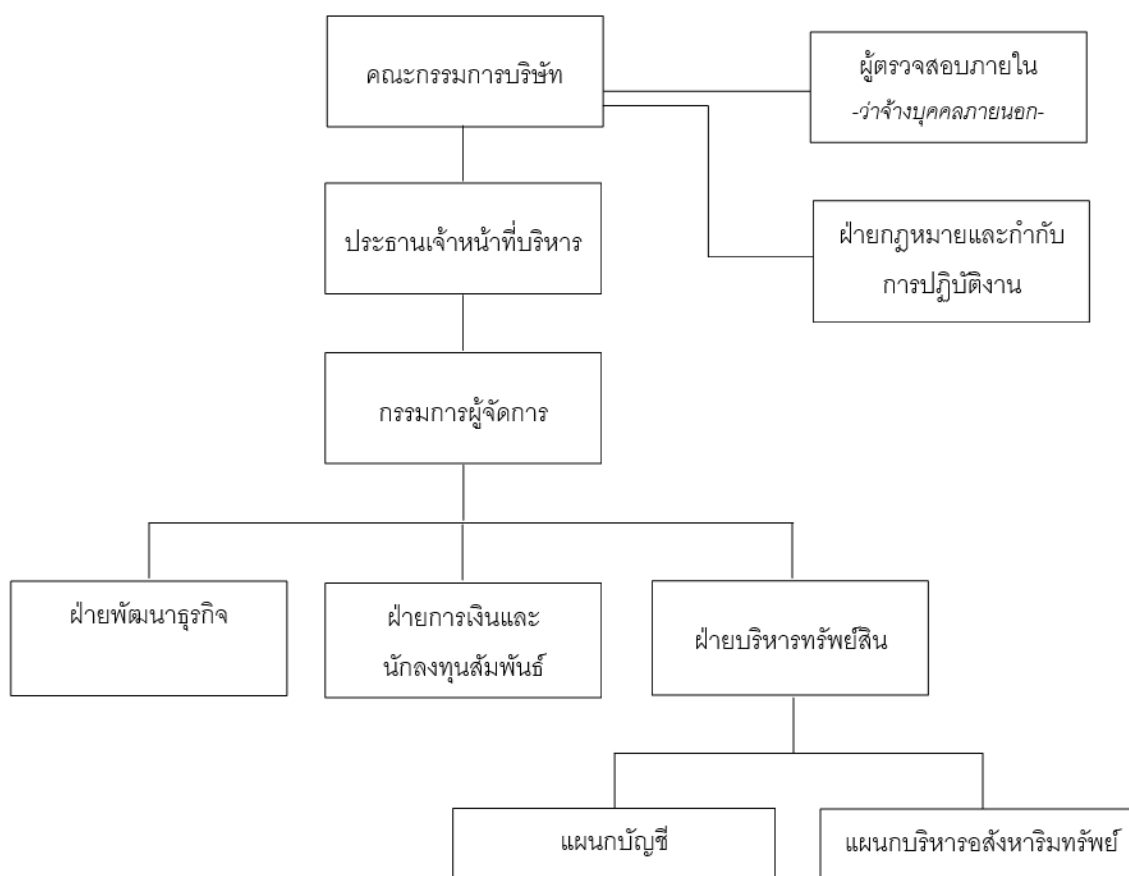 คณะกรรมการบริษัท
ผู้ตรวจสอบภายใน
-ว่าจ้างบุคคลภายนอก-
ประธานเจ้าหน้าที่บริหาร
ฝ่ายกฎหมายและกำกับ
การปฏิบัติงาน
กรรมการผู้จัดการ
ฝ่ายพัฒนาธุรกิจ
ฝ่ายการเงินและ
นักลงทุนสัมพันธ์
ฝ่ายบริหารทรัพย์สิน
แผนกบัญชี
แผนกบริหารอสังหาริมทรัพย์